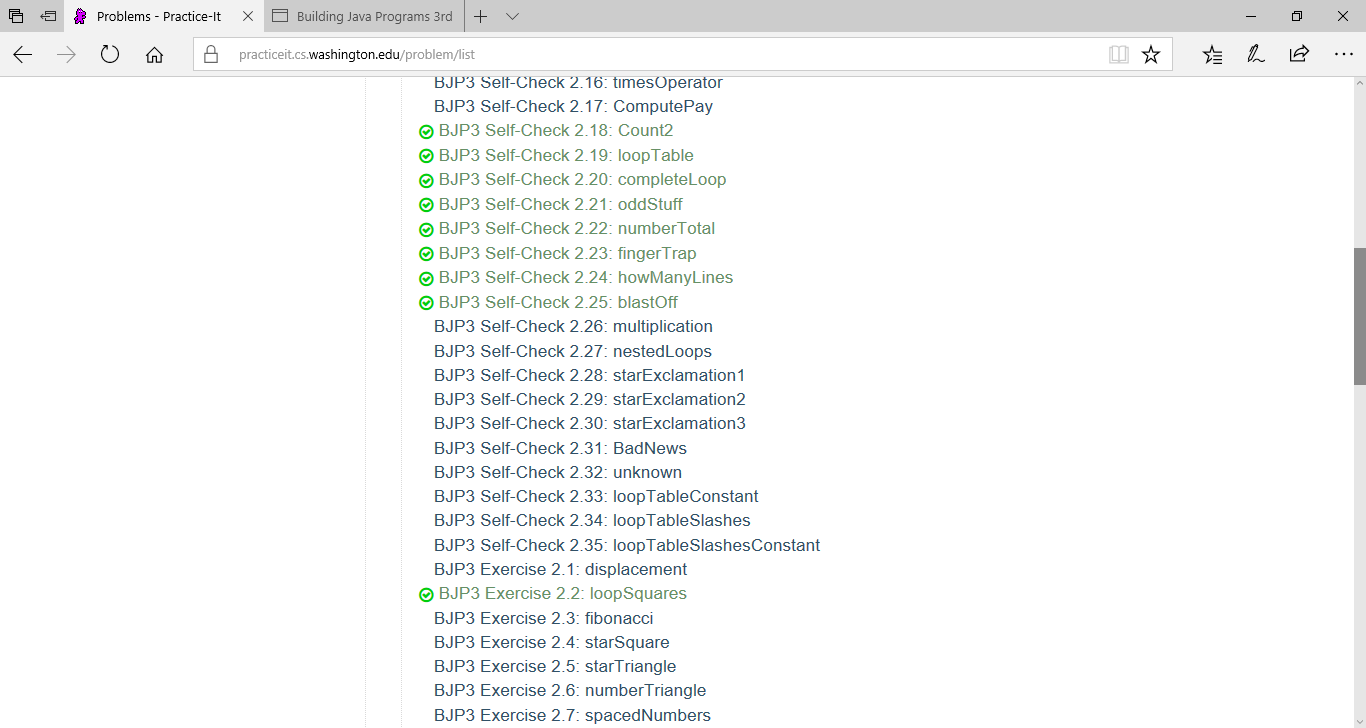 Problems - Practice-It
Building Java Programs 3rd
practiceit.cs.washington.edu/problem/list
BJP3 Self-Check 2.16: timesOperator
BJP3 Self-Check 2.17: ComputePay
BJP3 Self-Check 2.18: Count2
BJP3 Self-Check 2.19: loopTable
BJP3 Self-Check 2.20: completeLoop
BJP3 Self-Check 2.21: oddStuff
BJP3 Self-Check 2.22: numberTotal
BJP3 Self-Check 2.23: fingerTrap
BJP3 Self-Check 2.24: howManyLines
BJP3 Self-Check 2.25: blastOff
BJP3 Self-Check 2.26: multiplication
BJP3 Self-Check 2.27: nestedLoops
BJP3 Self-Check 2.28: starExclamation1
BJP3 Self-Check 2.29: starExclamation2
BJP3 Self-Check 2.30: starExclamation3
BJP3 Self-Check 2.31: BadNews
BJP3 Self-Check 2.32: unknown
BJP3 Self-Check 2.33: loopTableConstant
BJP3 Self-Check 2.34: loopTableSlashes
BJP3 Self-Check 2.35: loopTableSlashesConstant
BJP3 Exercise 2.1: displacement
BJP3 Exercise 2.2: loopSquares
BJP3 Exercise 2.3: fibonacci
BJP3 Exercise 2.4: starSquare
BJP3 Exercise 2.5: starTriangle
BJP3 Exercise 2.6: numberTriangle
BJP3 Exercise 2.7: spacedNumbers